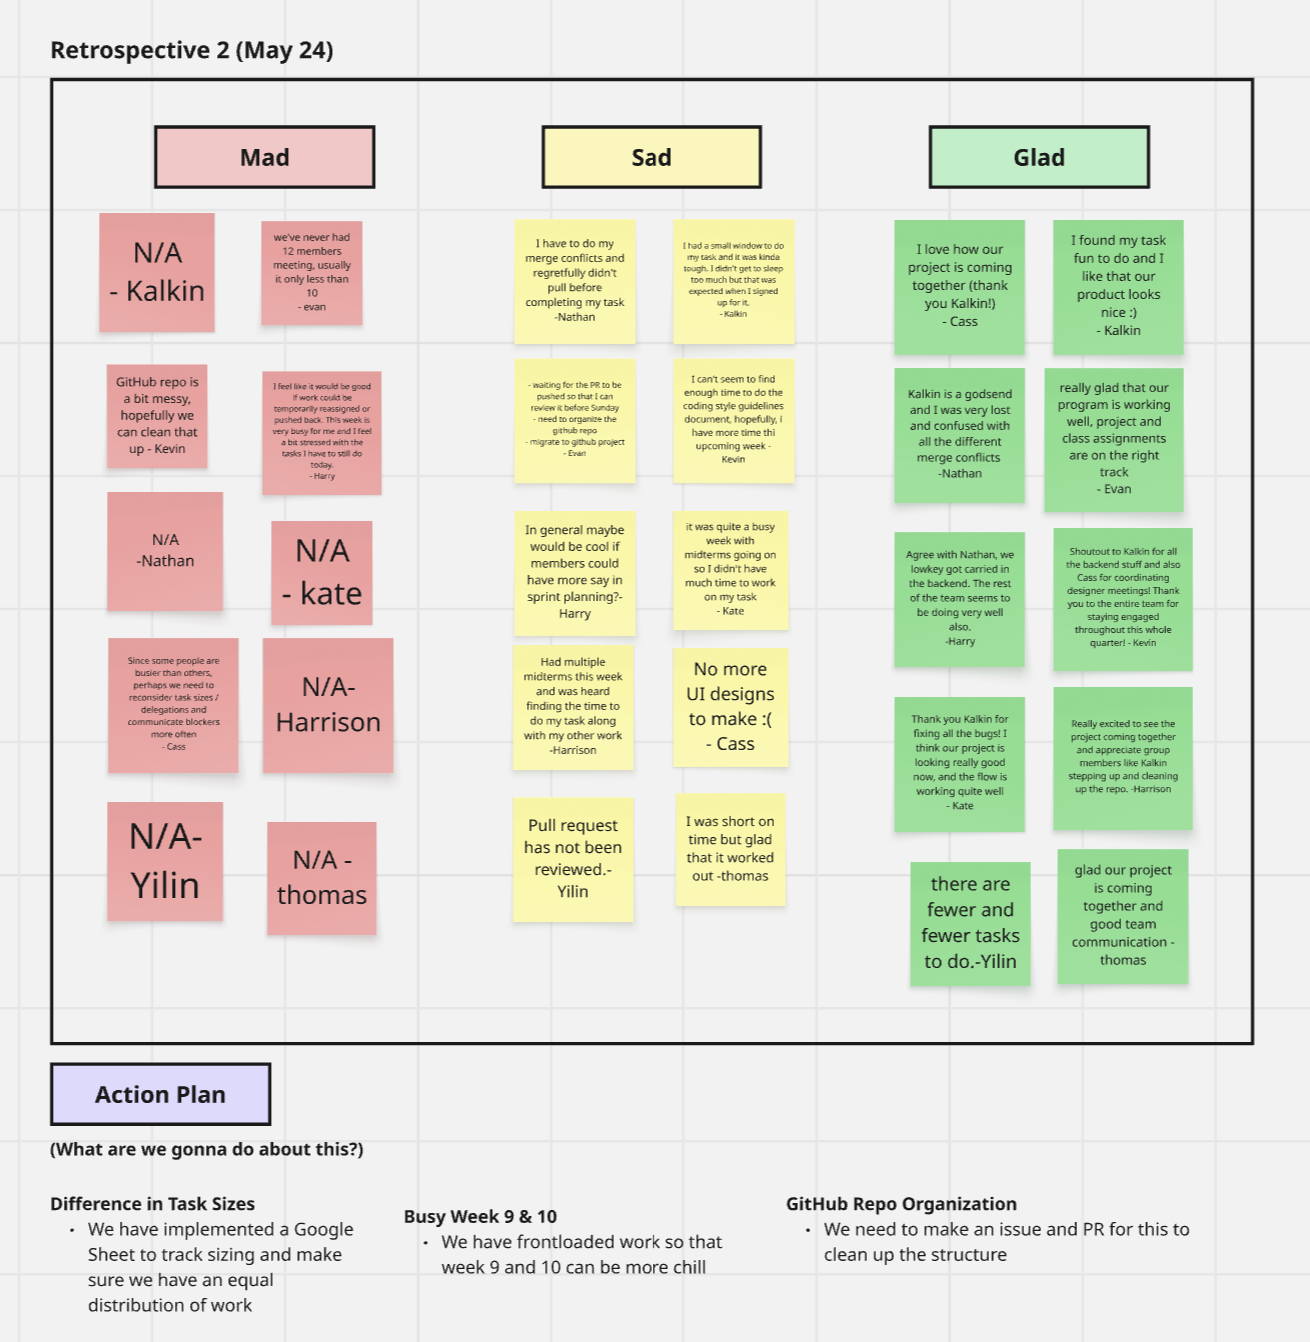 Retrospective 2 (May 24)
Mad
N/A
- Kalkin
we've never had
12 members
meeting, usually
it only less than
10
- evan
GitHub repo is
a bit messy,
hopefully we
can clean that
up - Kevin
I feel like it would be good
if work could be
temporarily reassigned or
pushed back. This week is
very busy for me and I feel
a bit stressed with the
tasks I have to still do
today.
- Harry
N/A
-Nathan
N/A
- kate
Since some people are
busier than others,
perhaps we need to
reconsider task sizes /
delegations and
communicate blockers
more often
- Cass
N/A-
Harrison
N/A-
Yilin
N/A -
thomas
Sad
I have to do my
merge conflicts and
regretfully didn't
pull before
completing my task
-Nathan
I had a small window to do
my task and it was kinda
tough. I didn't get to sleep
too much but that was
expected when I signed
up for it.
- Kalkin
- waiting for the PR to be
pushed so that I can
review it before Sunday
- need to organize the
github repo
- migrate to github project
- Evan
I can't seem to find
enough time to do the
coding style guidelines
document, hopefully, i
have more time thi
upcoming week -
Kevin
In general maybe
would be cool if
members could
have more say in
sprint planning?-
Harry
it was quite a busy
week with
midterms going on
so I didn't have
much time to work
on my task
- Kate
Had multiple
midterms this week
and was heard
finding the time to
do my task along
with my other work
-Harrison
No more
UI designs
to make :(
- Cass
Pull request
has not been
reviewed.-
Yilin
I was short on
time but glad
that it worked
out -thomas
Glad
I love how our
project is coming
together (thank
you Kalkin!)
- Cass
I found my task
fun to do and I
like that our
product looks
nice :)
- Kalkin
Kalkin is a godsend
and I was very lost
and confused with
all the different
merge conflicts
-Nathan
really glad that our
program is working
well, project and
class assignments
are on the right
track
- Evan
Agree with Nathan, we
lowkey got carried in
the backend. The rest
of the team seems to
be doing very well
also.
-Harry
Shoutout to Kalkin for all
the backend stuff and also
Cass for coordinating
designer meetings! Thank
you to the entire team for
staying engaged
throughout this whole
quarter! - Kevin
Thank you Kalkin for
fixing all the bugs! I
think our project is
looking really good
now, and the flow is
working quite well
- Kate
Really excited to see the
project coming together
and appreciate group
members like Kalkin
stepping up and cleaning
up the repo. -Harrison
there are
fewer and
fewer tasks
to do.-Yilin
glad our project
is coming
together and
good team
communication -
thomas
Action Plan
(What are we gonna do about this?)
Difference in Task Sizes
• We have implemented a Google
Sheet to track sizing and make
sure we have an equal
distribution of work
Busy Week 9 & 10
• We have frontloaded work so that
week 9 and 10 can be more chill
GitHub Repo Organization
• We need to make an issue and PR for this to
clean up the structure